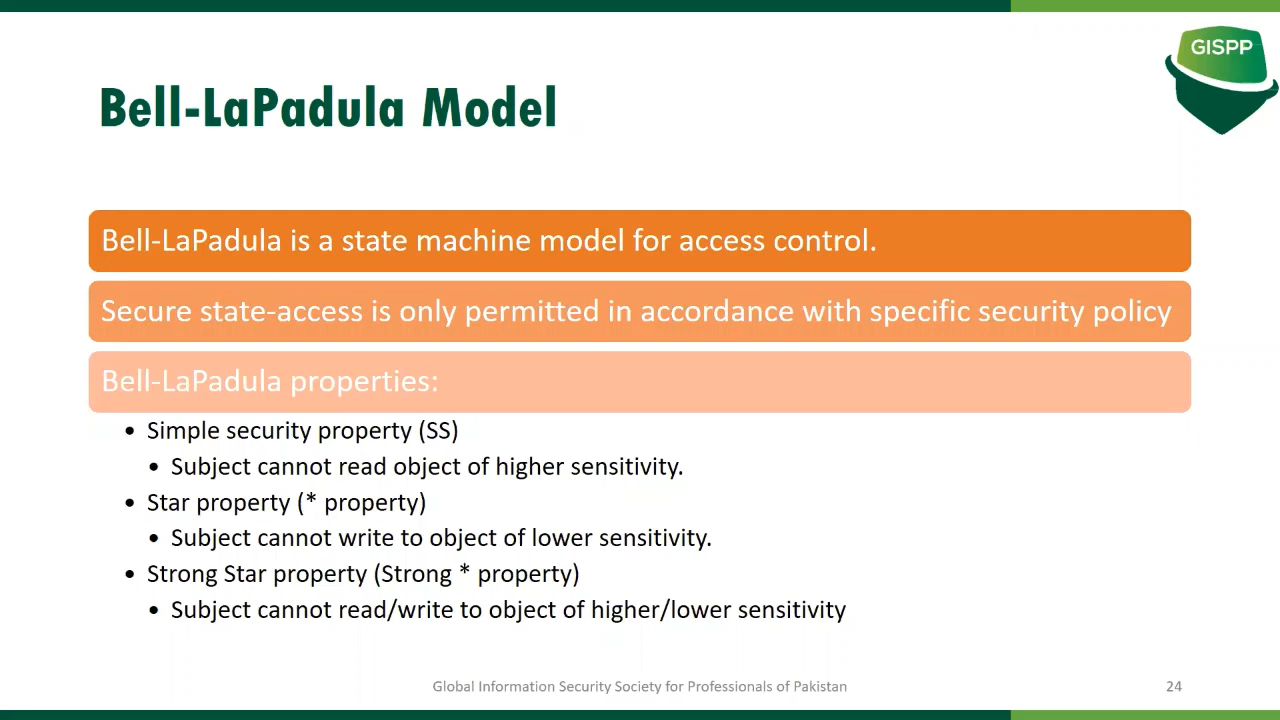 GISPP
Bell-LaPadula Model
Bell-LaPadula is a state machine model for access control.
Secure state-access is only permitted in accordance with specific security policy
Bell-LaPadula properties:
• Simple security property (SS)
• Subject cannot read object of higher sensitivity.
• Star property (* property)
• Subject cannot write to object of lower sensitivity.
• Strong Star property (Strong * property)
• Subject cannot read/write to object of higher/lower sensitivity
Global Information Security Society for Professionals of Pakistan
24